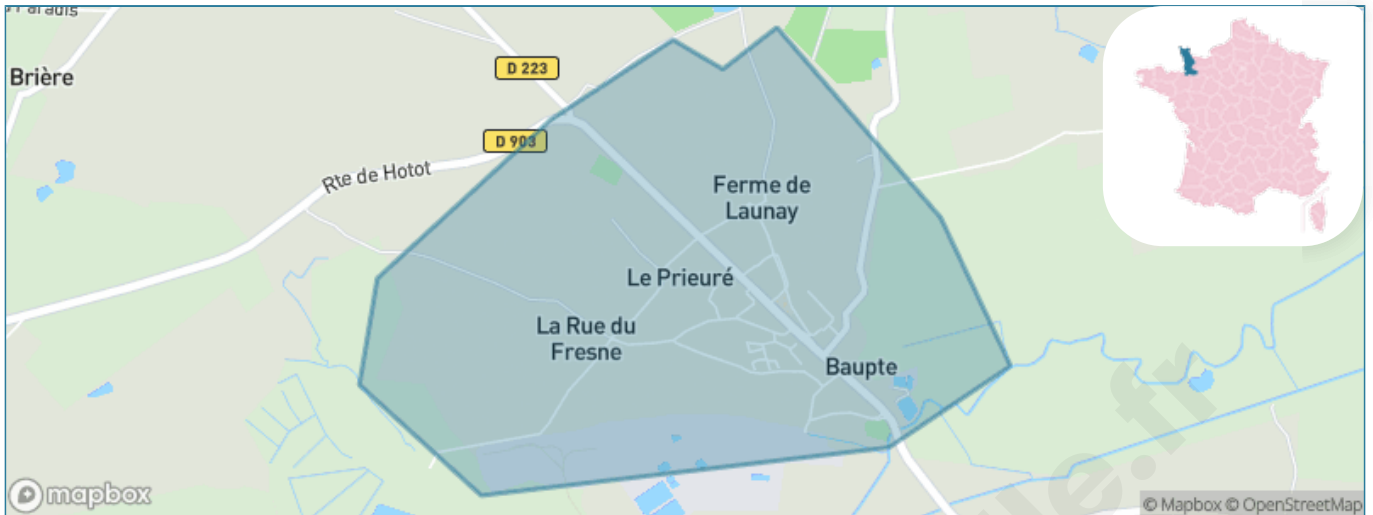 Paradis
Brière
D 223
D 903
Rte de Hotot
Ferme de
Launay
Le Prieuré
La Rue du
Fresne
Baupte
mapbox
© Mapbox © OpenStreetMap